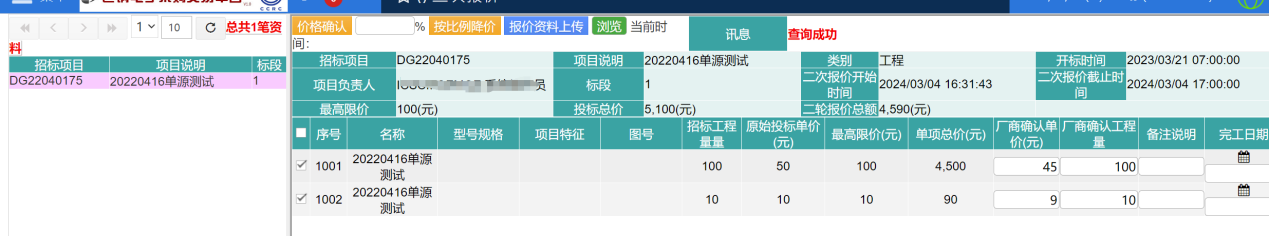 CCRC
1 10 总共1笔资
料
招标项目 项目说明 标段
DG22040175 20220416单源测试 1
价格确认 % 按比例降价 报价资料上传 浏览 当前时
间:
讯息 查询成功
招标项目 DG22040175 项目说明 20220416单源测试 类别 工程 开标时间 2023/03/21 07:00:00
项目负责人 员 标段 1 二次报价开始
时间 2024/03/04 16:31:43 二次报价截止时
间 2024/03/04 17:00:00
最高限价 100(元) 投标总价 5,100(元) 二轮报价总额 4,590(元)
序号 名称 型号规格 项目特征 图号 招标工程
量量 原始投标单价
(元) 最高限价(元) 单项总价(元) 厂商确认单
价(元) 厂商确认工程
量 备注说明 完工日期
1001 20220416单源
测试 100 50 100 4,500 45 100
1002 20220416单源
测试 10 10 10 90 9 10